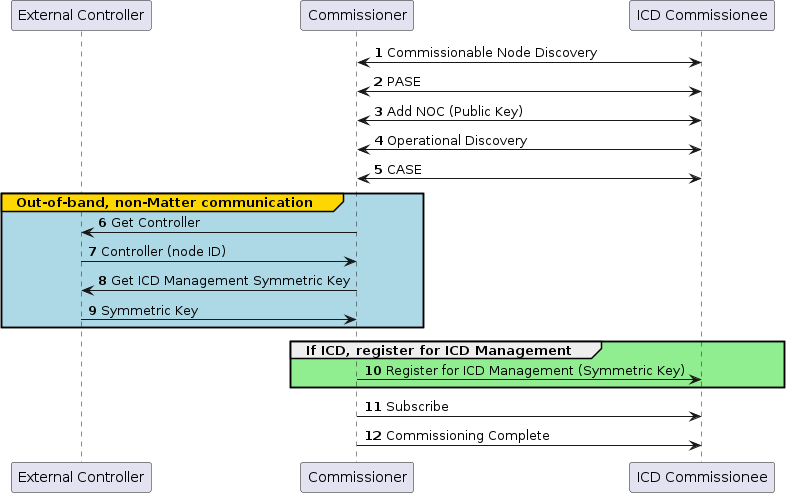 External Controller
Commissioner
ICD Commissionee
1 Commissionable Node Discovery
2 PASE
3 Add NOC (Public Key)
4 Operational Discovery
5 CASE
Out-of-band, non-Matter communication
6 Get Controller
7 Controller (node ID)
8 Get ICD Management Symmetric Key
9 Symmetric Key
If ICD, register for ICD Management
10 Register for ICD Management (Symmetric Key)
11 Subscribe
12 Commissioning Complete
External Controller
Commissioner
ICD Commissionee